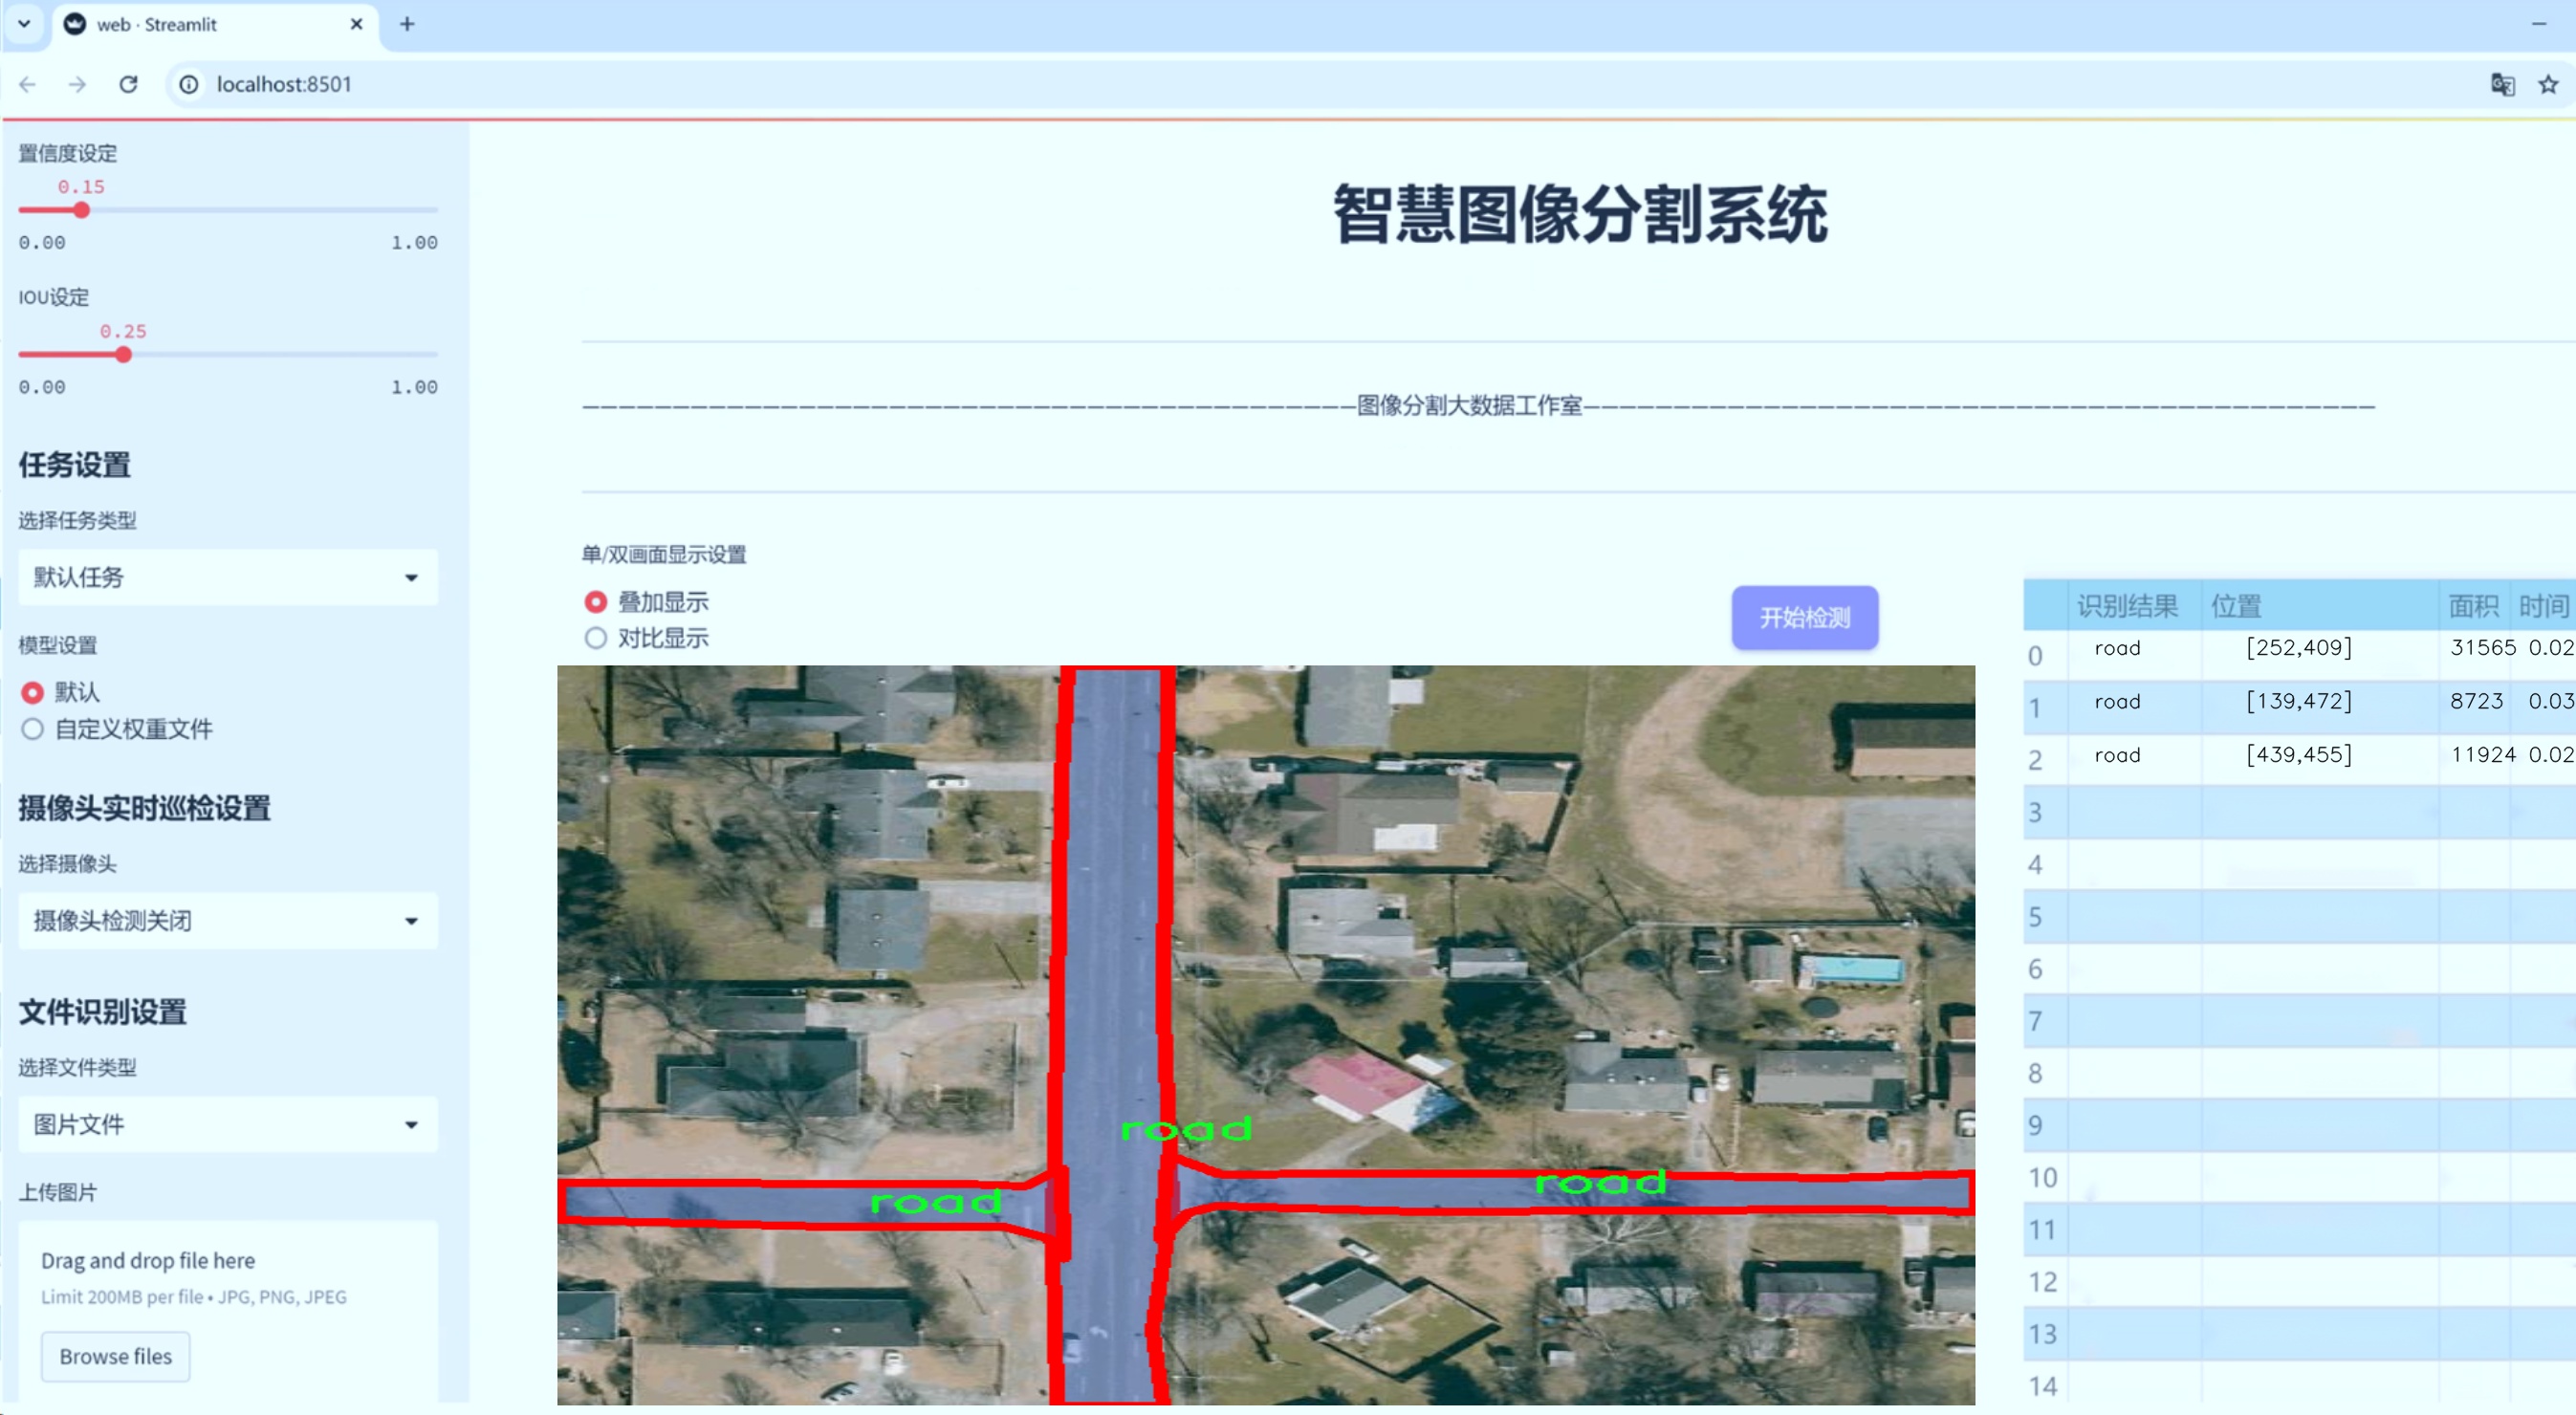 web · Streamlit
localhost:8501
置信度设定
0.15
0.00 1.00
IOU设定
0.25
0.00 1.00
任务设置
选择任务类型
默认任务
模型设置
默认
自定义权重文件
摄像头实时巡检设置
选择摄像头
摄像头检测关闭
文件识别设置
选择文件类型
图片文件
上传图片
Drag and drop file here
Limit 200MB per file • JPG, PNG, JPEG
Browse files
智慧图像分割系统
图像分割大数据工作室
单/双画面显示设置
叠加显示
对比显示
开始检测
road
road
road
识别结果 位置 面积 时间
0 road [252,409] 31565 0.02
1 road [139,472] 8723 0.03
2 road [439,455] 11924 0.02
3
4
5
6
7
8
9
10
11
12
13
14